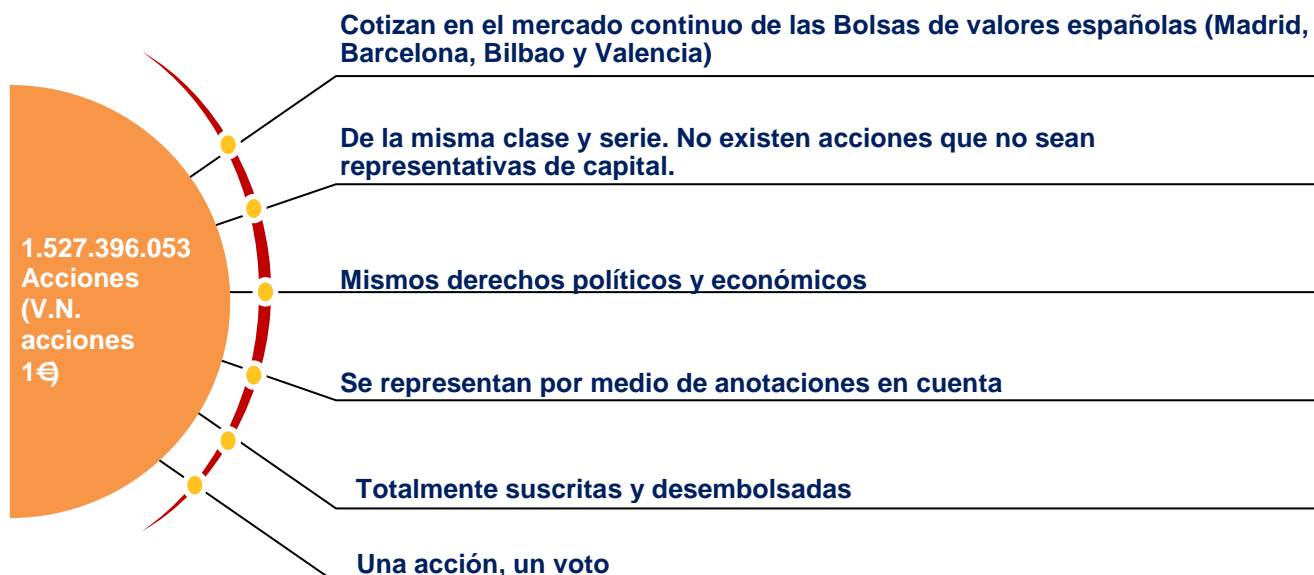 Cotizan en el mercado continuo de las Bolsas de valores españolas (Madrid,
Barcelona, Bilbao y Valencia)
De la misma clase y serie. No existen acciones que no sean
representativas de capital.
1.527.396.053
Acciones
(V.N.
acciones
1€)
Mismos derechos políticos y económicos
Se representan por medio de anotaciones en cuenta
Totalmente suscritas y desembolsadas
Una acción, un voto